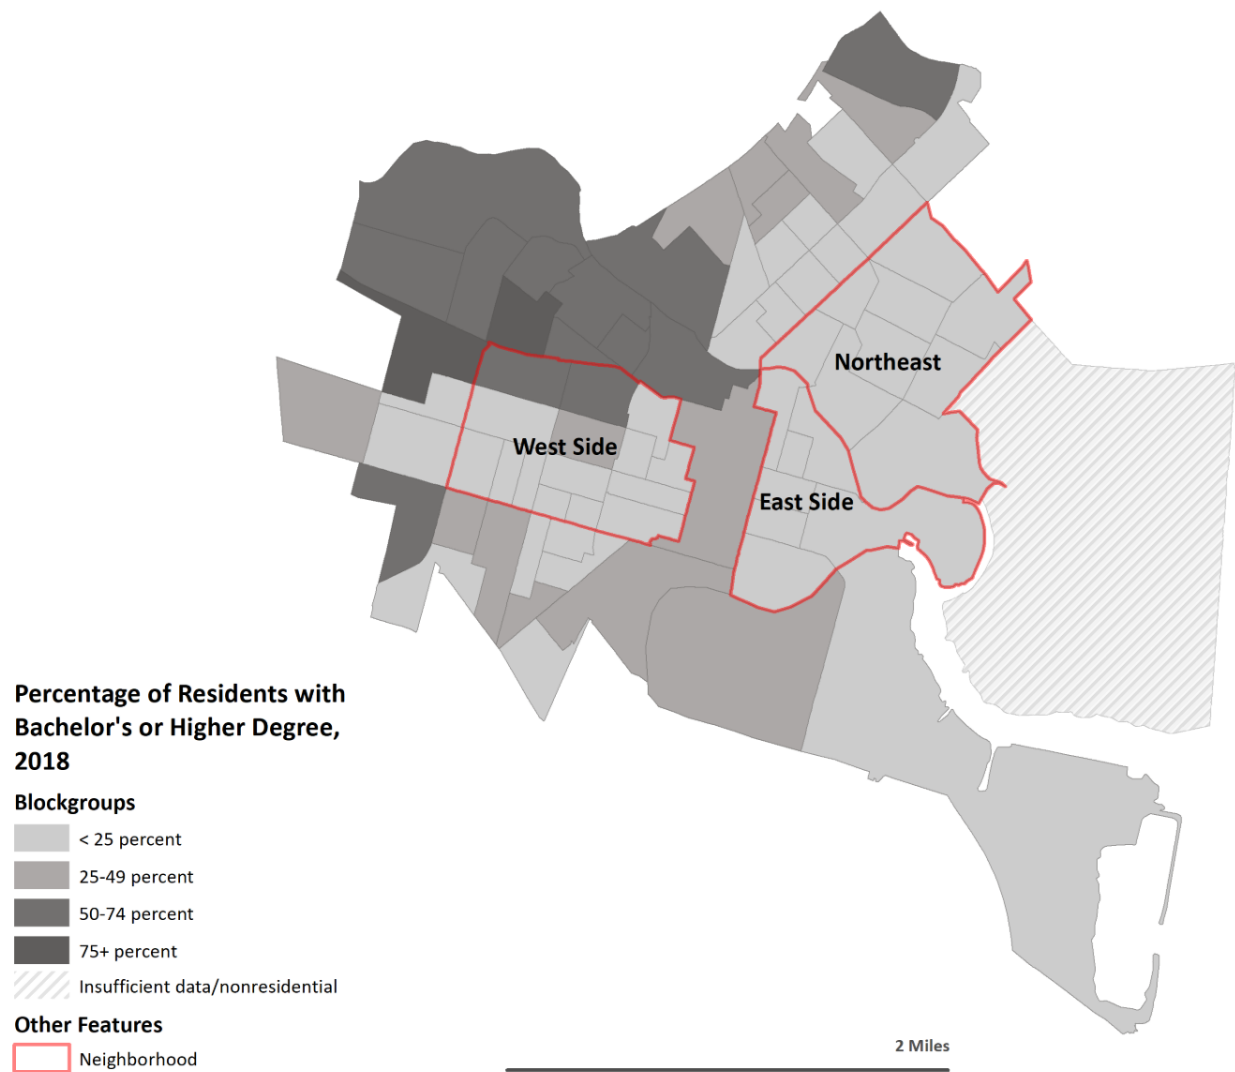 Northeast
West Side
East Side
Percentage of Residents with
Bachelor's or Higher Degree,
2018
Blockgroups
< 25 percent
25-49 percent
50-74 percent
75+ percent
Insufficient data/nonresidential
Other Features
Neighborhood
2 Miles